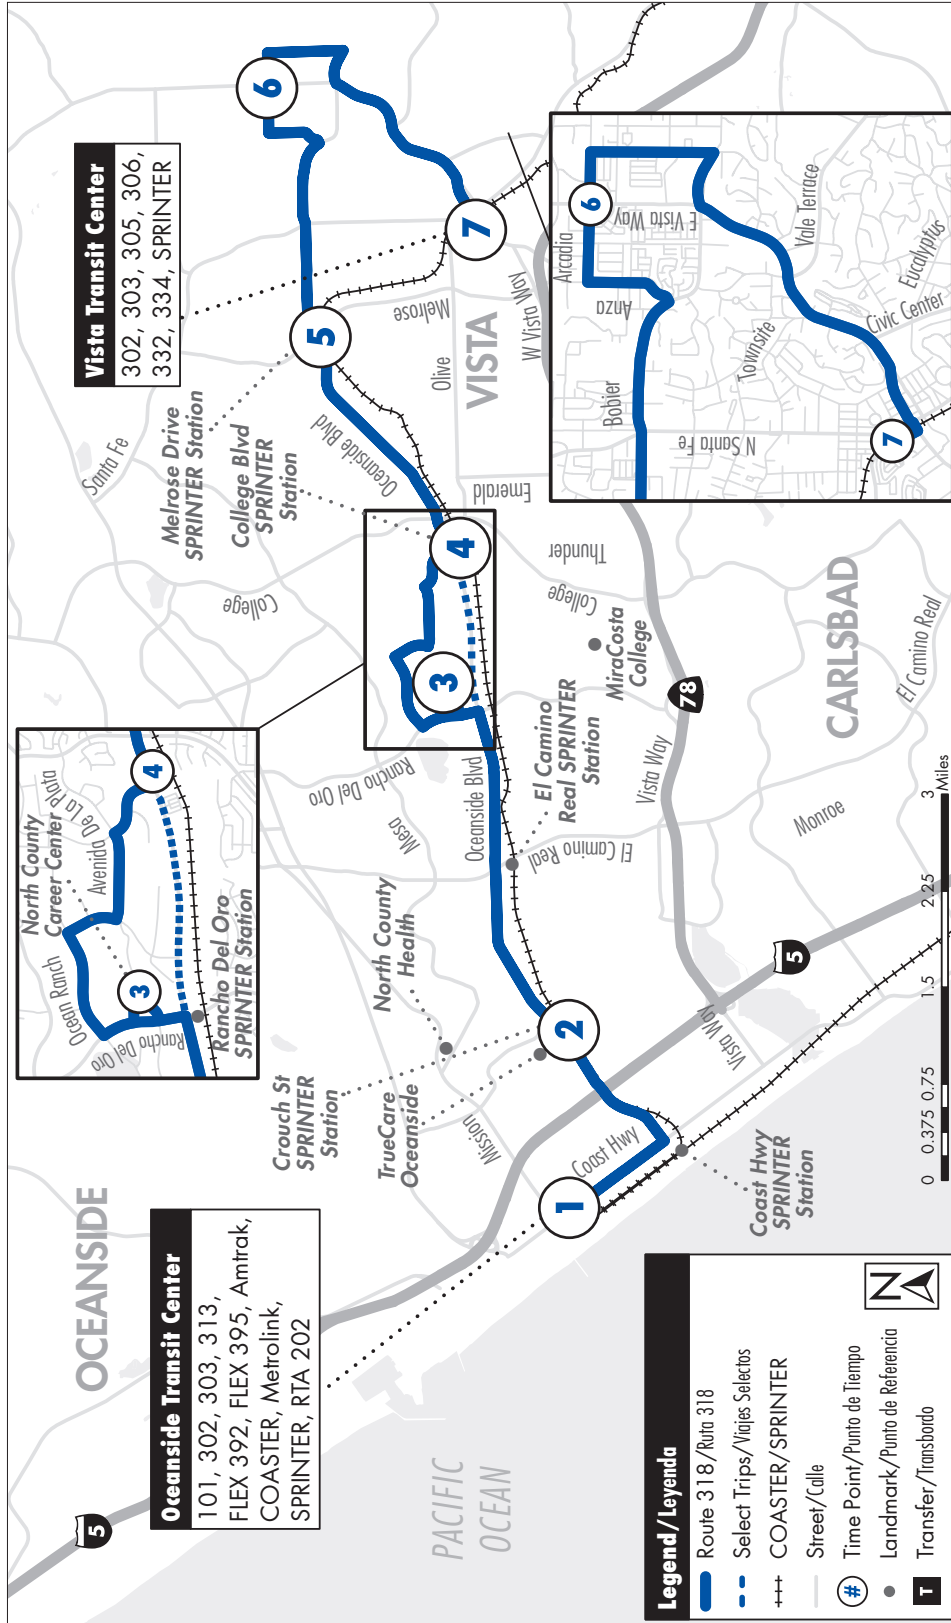 OCEANSIDE
5
Oceanside Transit Center
101, 302, 303, 313,
FLEX 392, FLEX 395, Amtrak,
COASTER, Metrolink,
SPRINTER, RTA 202
PACIFIC
OCEAN
Legend/Leyenda
Route 318/Ruta 318
Select Trips/Viajes Selectos
COASTER/SPRINTER
Street/Calle
# Time Point/Punto de Tiempo
Landmark/Punto de Referencia
T Transfer/Transbordo
N
North County
Career Center
Ocean Ranch
Avenida De La Plata
Rancho Del Oro
3
4
Rancho Del Oro
SPRINTER Station
Crouch St
SPRINTER
Station
TrueCare
Oceanside
North County
Health
Mission
Mesa
Rancho Del Oro
1
Coast Hwy
Coast Hwy
SPRINTER
Station
2
Oceanside Blvd
El Camino Real
El Camino
Real SPRINTER
Station
3
4
College
College
MiraCosta
College
Thunder
Emerald
Vista Way
Vista Way
78
5
Monroe
El Camino Real
CARLSBAD
0 0.375 0.75 1.5 2.25 3
Miles
Santa Fe
Melrose Drive
SPRINTER Station
College Blvd
SPRINTER
Station
Oceanside Blvd
5
Olive
Melrose
VISTA
W Vista Way
Vista Transit Center
302, 303, 305, 306,
332, 334, SPRINTER
6
7
Bobier
Anza
Arcadia
6
E Vista Way
N Santa Fe
Townsite
Vale Terrace
Civic Center
Eucalyptus
7